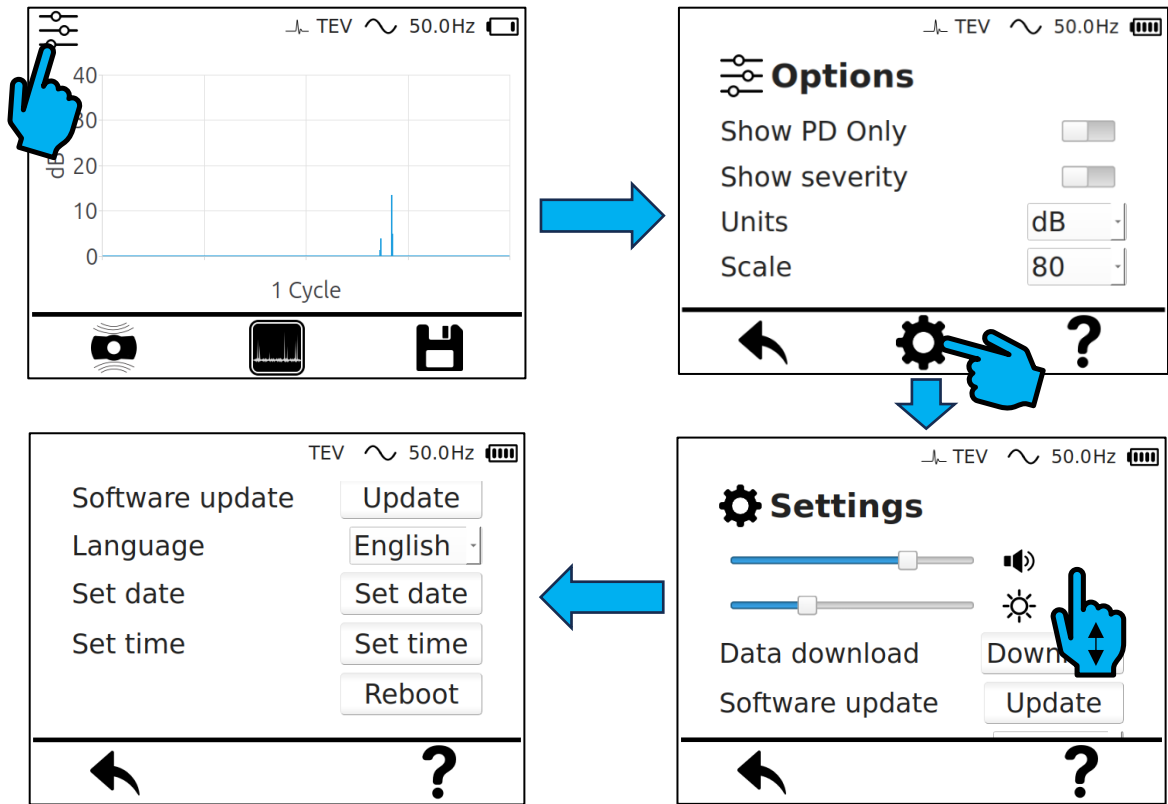 TEV 50.0Hz
40
30
20
10
0
dB
1 Cycle
TEV 50.0Hz
Options
Show PD Only
Show severity
Units dB
Scale 80
TEV 50.0Hz
Settings
Data download
Software update Update
TEV 50.0Hz
Software update Update
Language English
Set date Set date
Set time Set time
Reboot